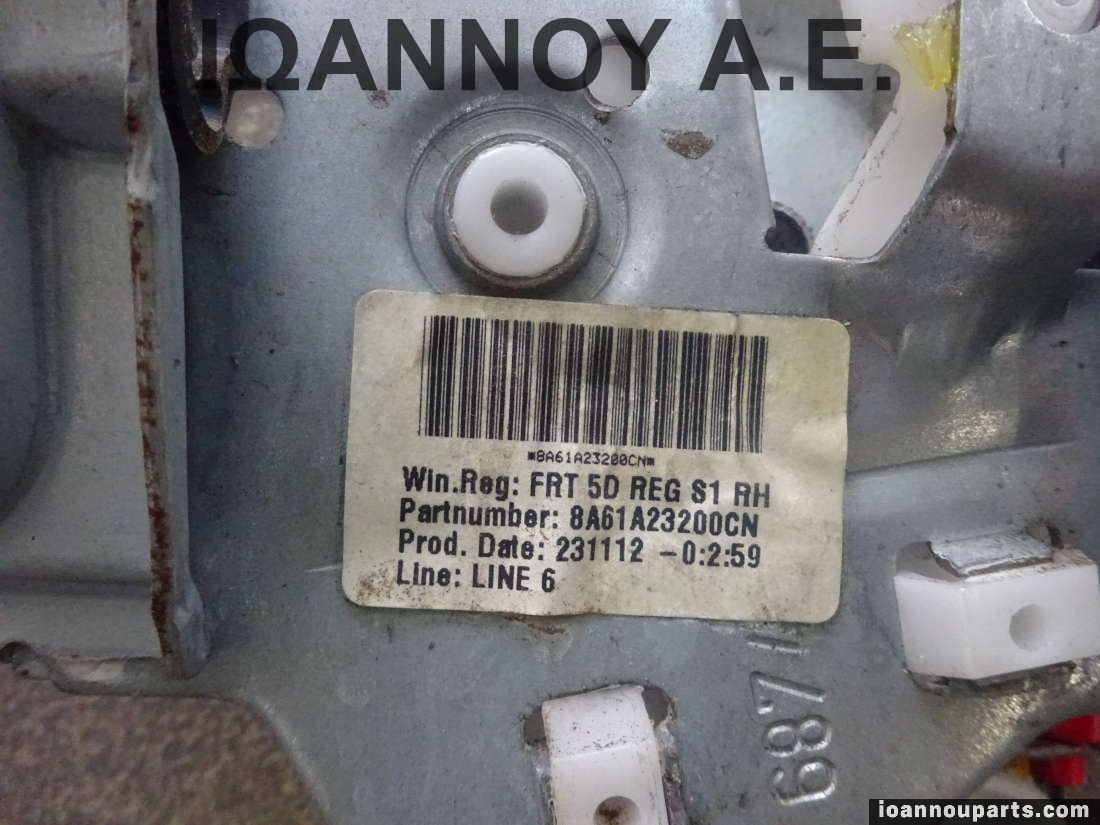 ΙΩΑΝΝΟΥ Α.Ε.
*8A61A23200CN*
Win.Reg: FRT 5D REG S1 RH
Partnumber: 8A61A23200CN
Prod. Date: 231112 -0:2:59
Line: LINE 6
687
ioannouparts.com